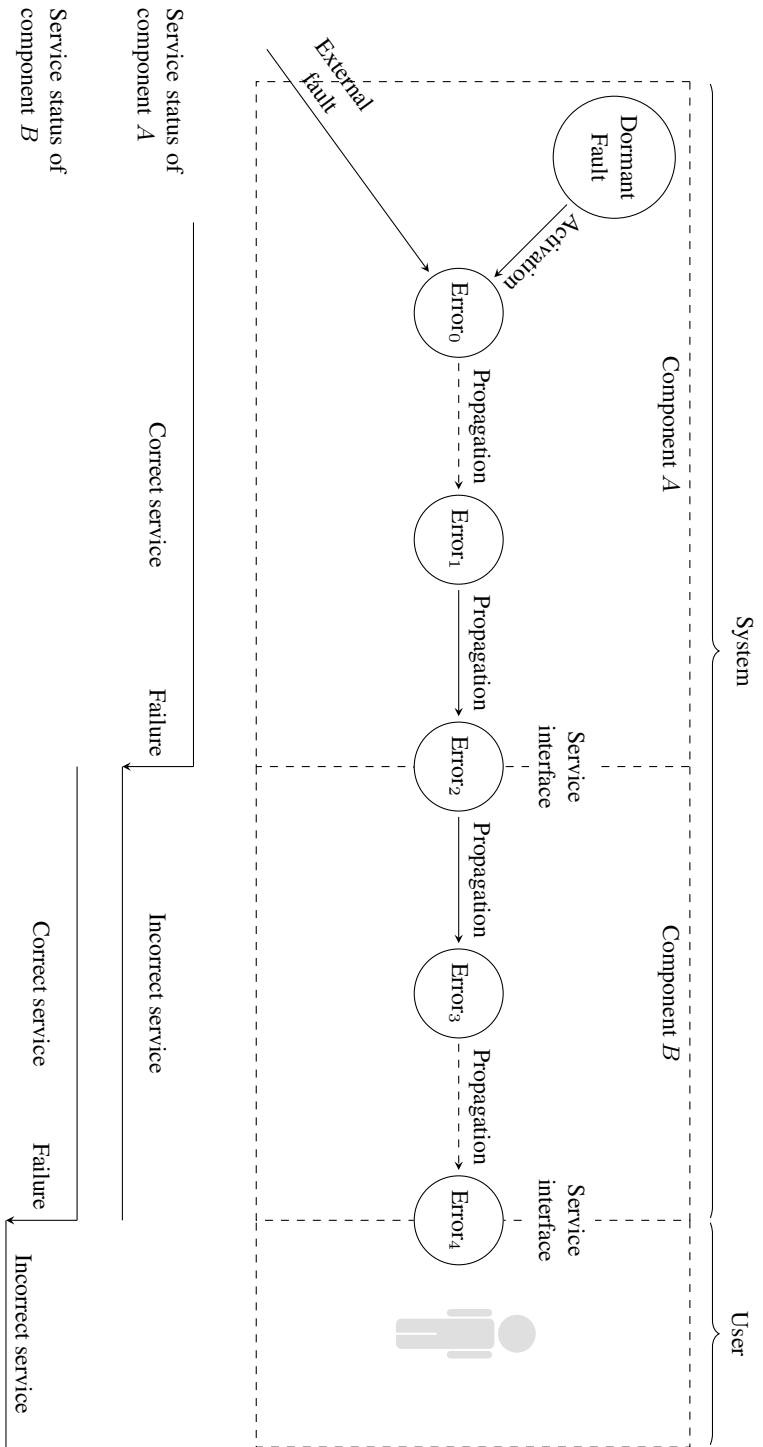 System
User
Component A
Component B
Dormant
Fault
Activation
External
fault
Service
interface
Service
interface
Error0
Propagation
Error1
Propagation
Error2
Propagation
Error3
Propagation
Error4
Service status of
component A
Correct service
Failure
Incorrect service
Service status of
component B
Correct service
Failure
Incorrect service